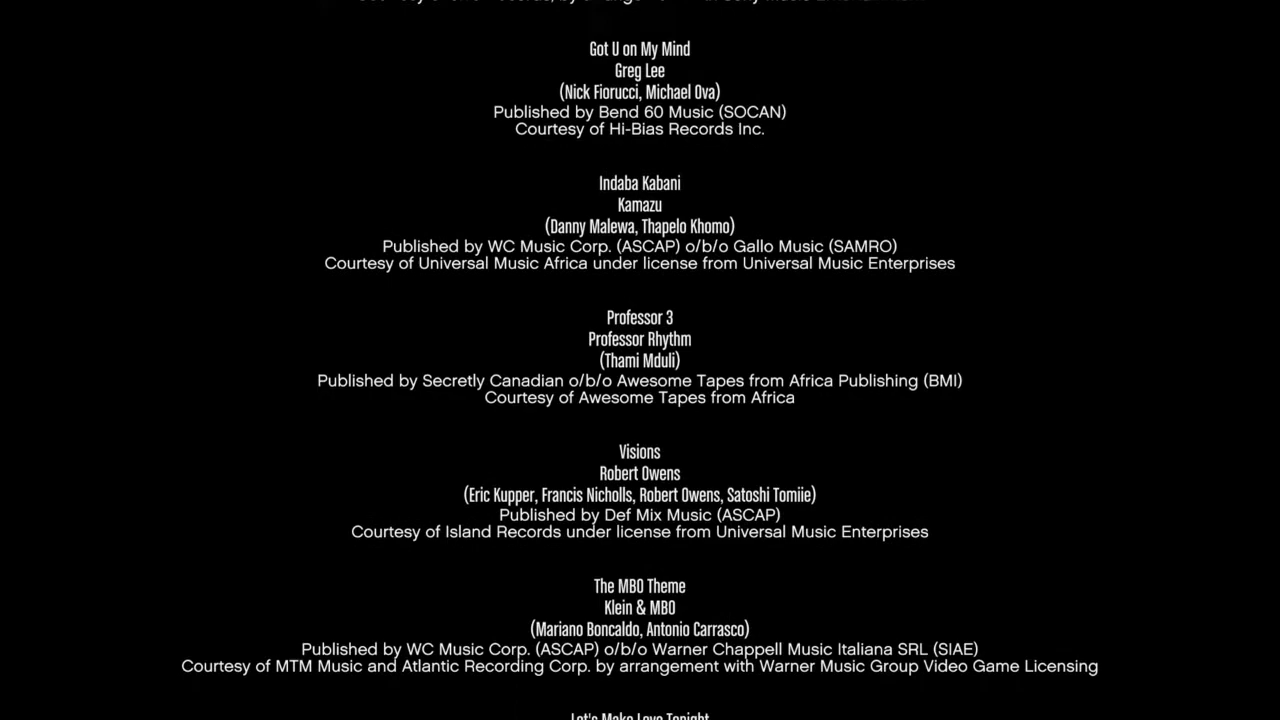 Got U on My Mind
Greg Lee
(Nick Fiorucci, Michael Ova)
Published by Bend 60 Music (SOCAN)
Courtesy of Hi-Bias Records Inc.
Indaba Kabani
Kamazu
(Danny Malewa, Thapelo Khomo)
Published by WC Music Corp. (ASCAP) o/b/o Gallo Music (SAMRO)
Courtesy of Universal Music Africa under license from Universal Music Enterprises
Professor 3
Professor Rhythm
(Thami Mduli)
Published by Secretly Canadian o/b/o Awesome Tapes from Africa Publishing (BMI)
Courtesy of Awesome Tapes from Africa
Visions
Robert Owens
(Eric Kupper, Francis Nicholls, Robert Owens, Satoshi Tomiie)
Published by Def Mix Music (ASCAP)
Courtesy of Island Records under license from Universal Music Enterprises
The MBO Theme
Klein & MBO
(Mariano Boncaldo, Antonio Carrasco)
Published by WC Music Corp. (ASCAP) o/b/o Warner Chappell Music Italiana SRL (SIAE)
Courtesy of MTM Music and Atlantic Recording Corp. by arrangement with Warner Music Group Video Game Licensing
Let's Make Love Tonight